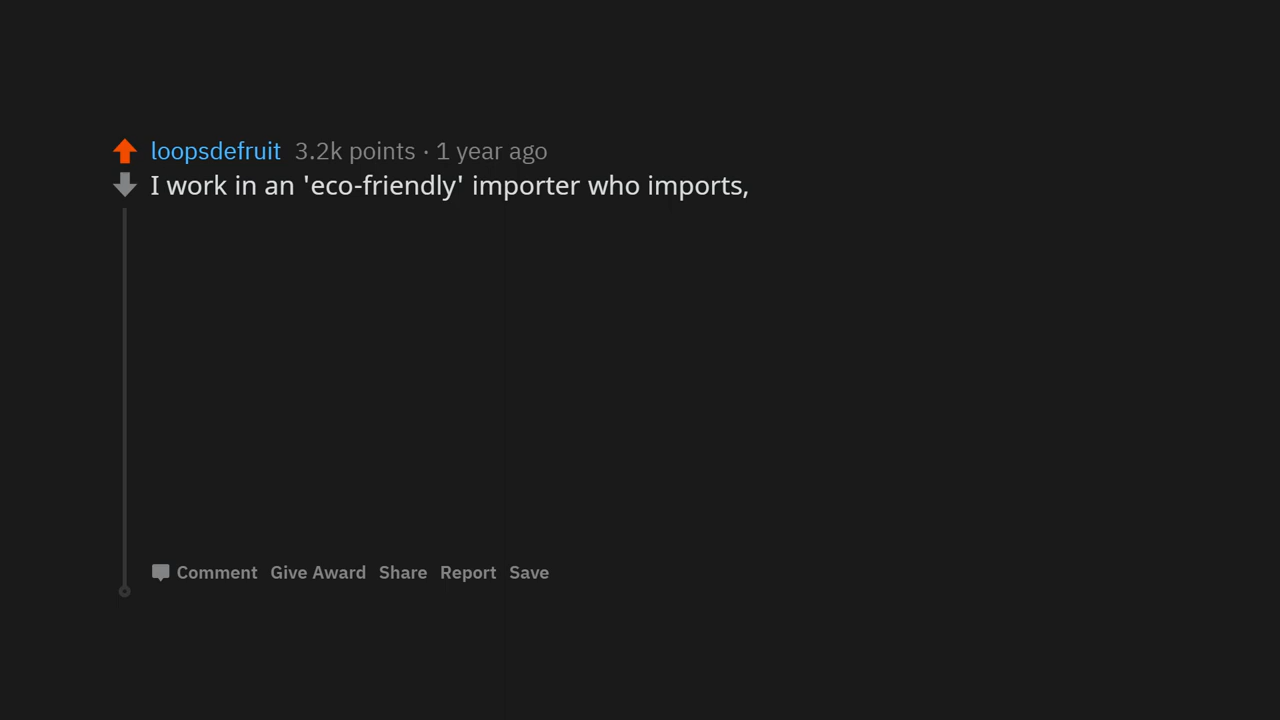 loopsdefruit 3.2k points · 1 year ago
I work in an 'eco-friendly' importer who imports,
Comment Give Award Share Report Save